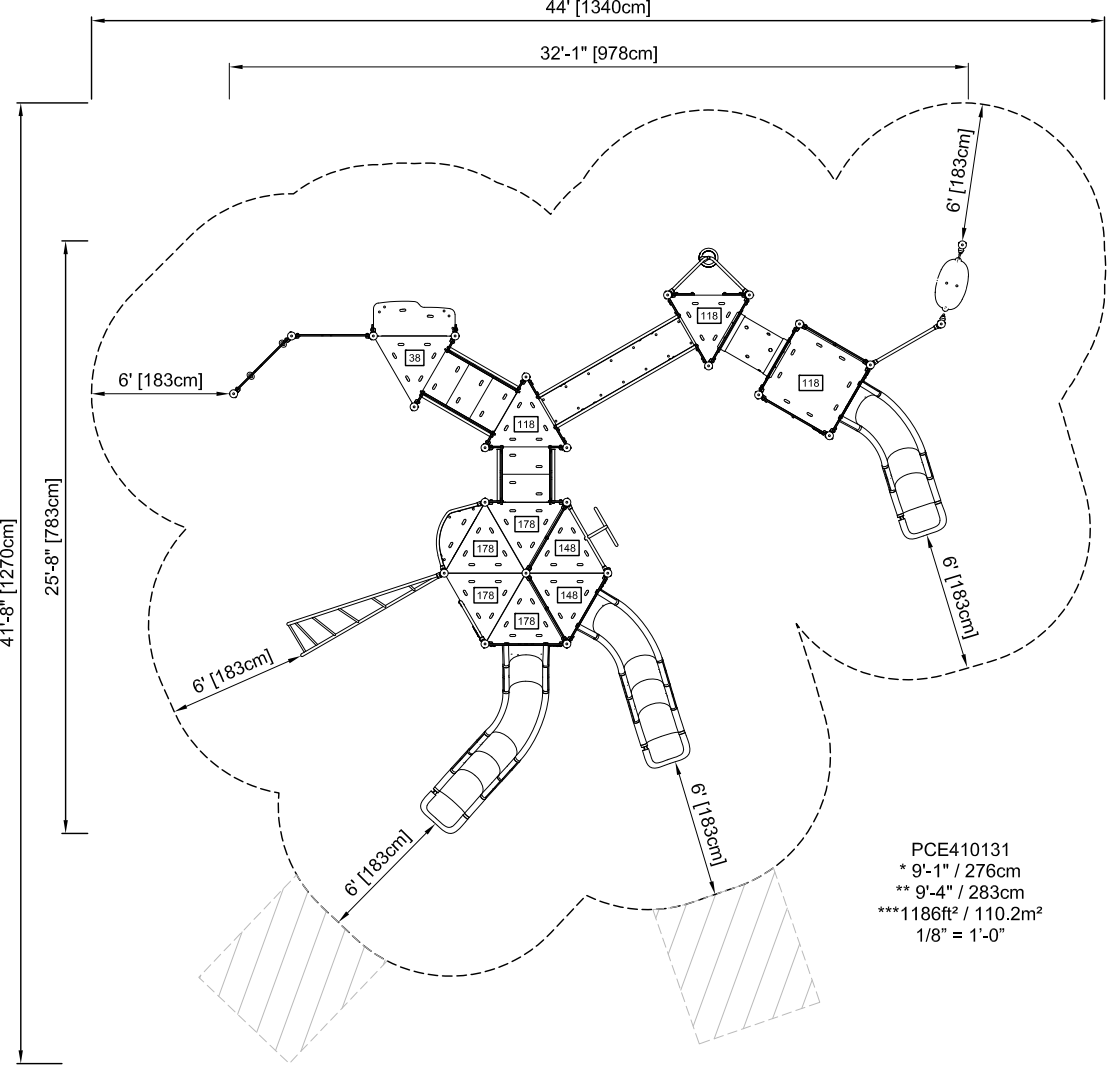 44' [1340cm]
32'-1" [978cm]
6' [183cm]
118
38
118
6' [183cm]
118
118
41'-8" [1270cm]
25'-8" [783cm]
178
178
148
178
148
178
6' [183cm]
6' [183cm]
6' [183cm]
6' [183cm]
PCE410131
* 9'-1" / 276cm
** 9'-4" / 283cm
***1186ft² / 110.2m²
1/8” = 1’-0”